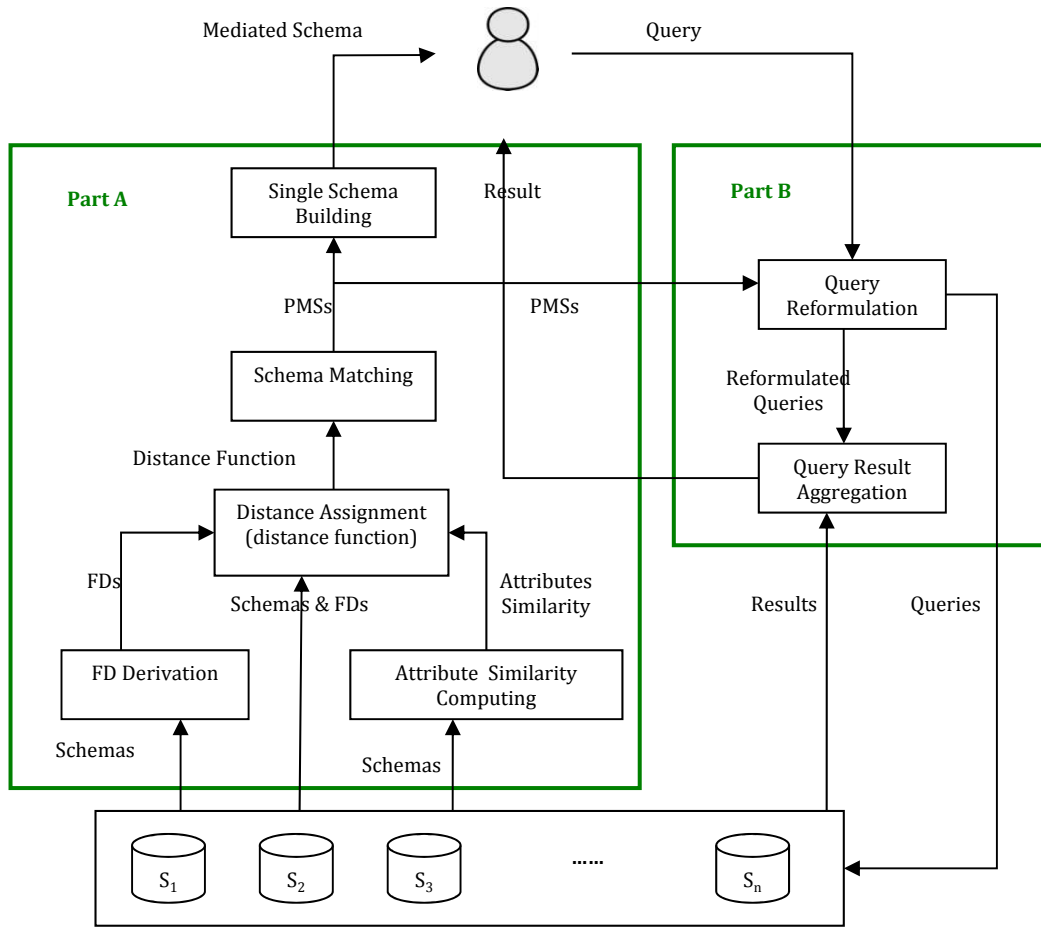 Mediated Schema
Query
Part A
Single Schema
Building
Result
Part B
Query
Reformulation
PMSs
PMSs
Schema Matching
Reformulated
Queries
Distance Function
Query Result
Aggregation
Distance Assignment
(distance function)
FDs
Schemas & FDs
Attributes
Similarity
Results
Queries
FD Derivation
Attribute Similarity
Computing
Schemas
Schemas
S1
S2
S3
......
Sn